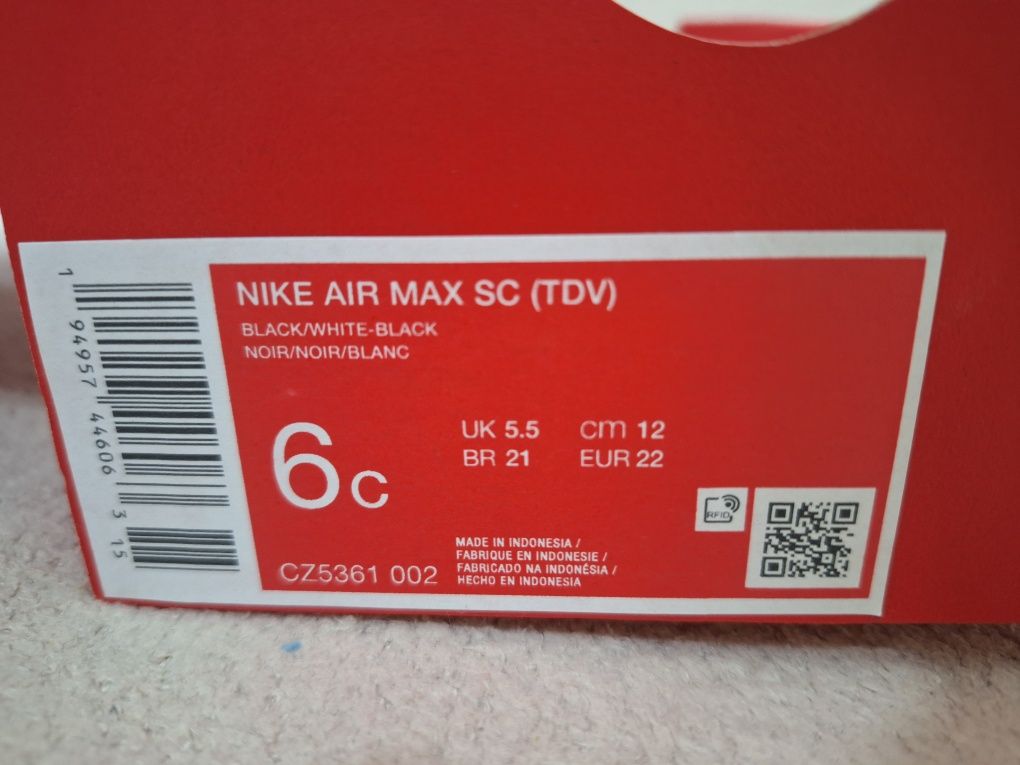 NIKE AIR MAX SC (TDV)
BLACK/WHITE-BLACK
NOIR/NOIR/BLANC
6C
UK 5.5 cm 12
BR 21 EUR 22
RFID
MADE IN INDONESIA /
FABRIQUE EN INDONESIE /
FABRICADO NA INDONÉSIA /
HECHO EN INDONESIA
CZ5361 002
1 94957 44606 3 15